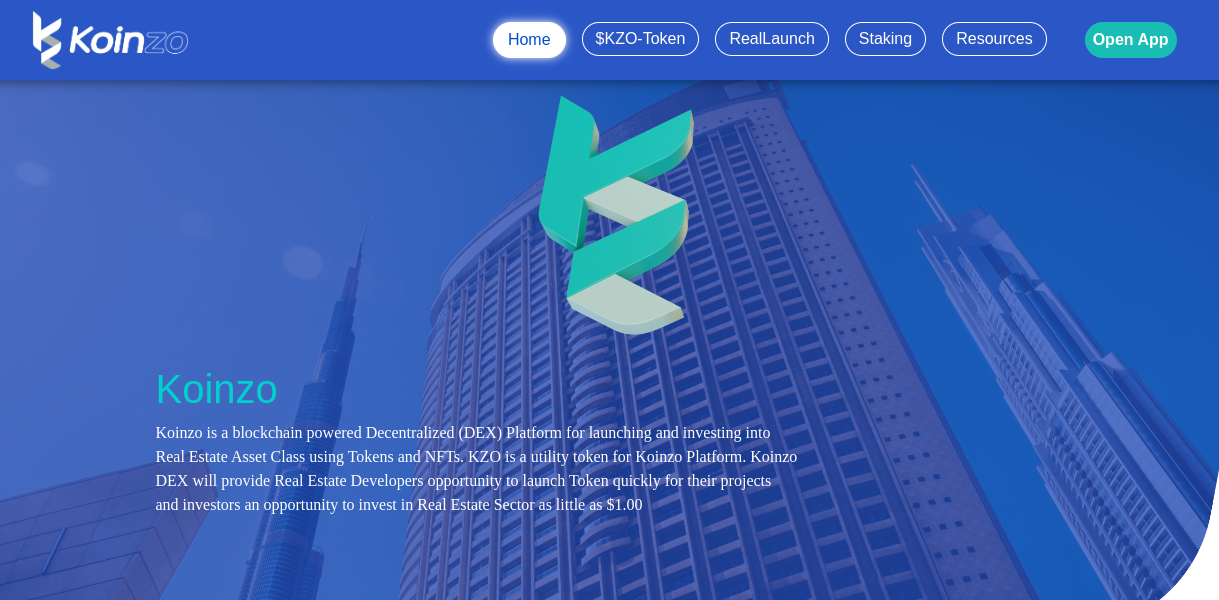 Koinzo
Home
$KZO-Token
RealLaunch
Staking
Resources
Open App
Koinzo
Koinzo is a blockchain powered Decentralized (DEX) Platform for launching and investing into
Real Estate Asset Class using Tokens and NFTs. KZO is a utility token for Koinzo Platform. Koinzo
DEX will provide Real Estate Developers opportunity to launch Token quickly for their projects
and investors an opportunity to invest in Real Estate Sector as little as $1.00